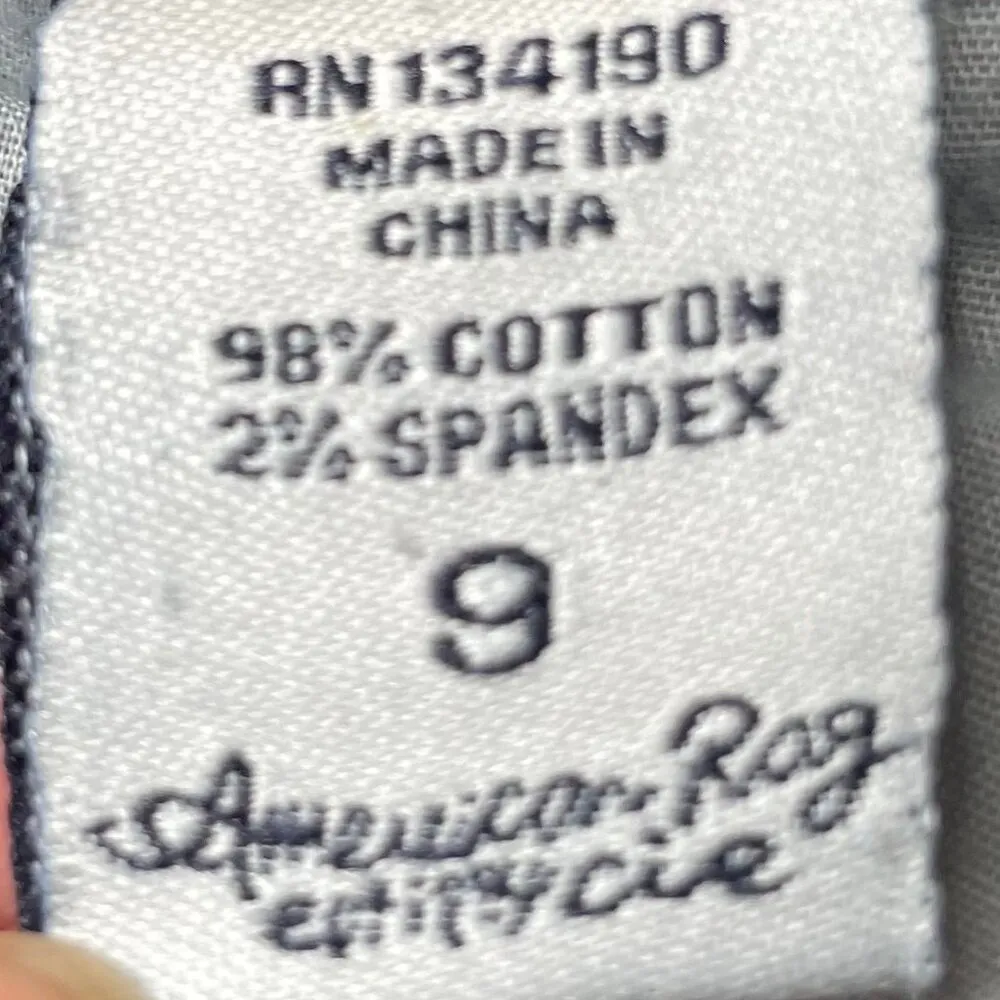 RN 134190
MADE IN
CHINA
98% COTTON
2% SPANDEX
9
American Rag
cie